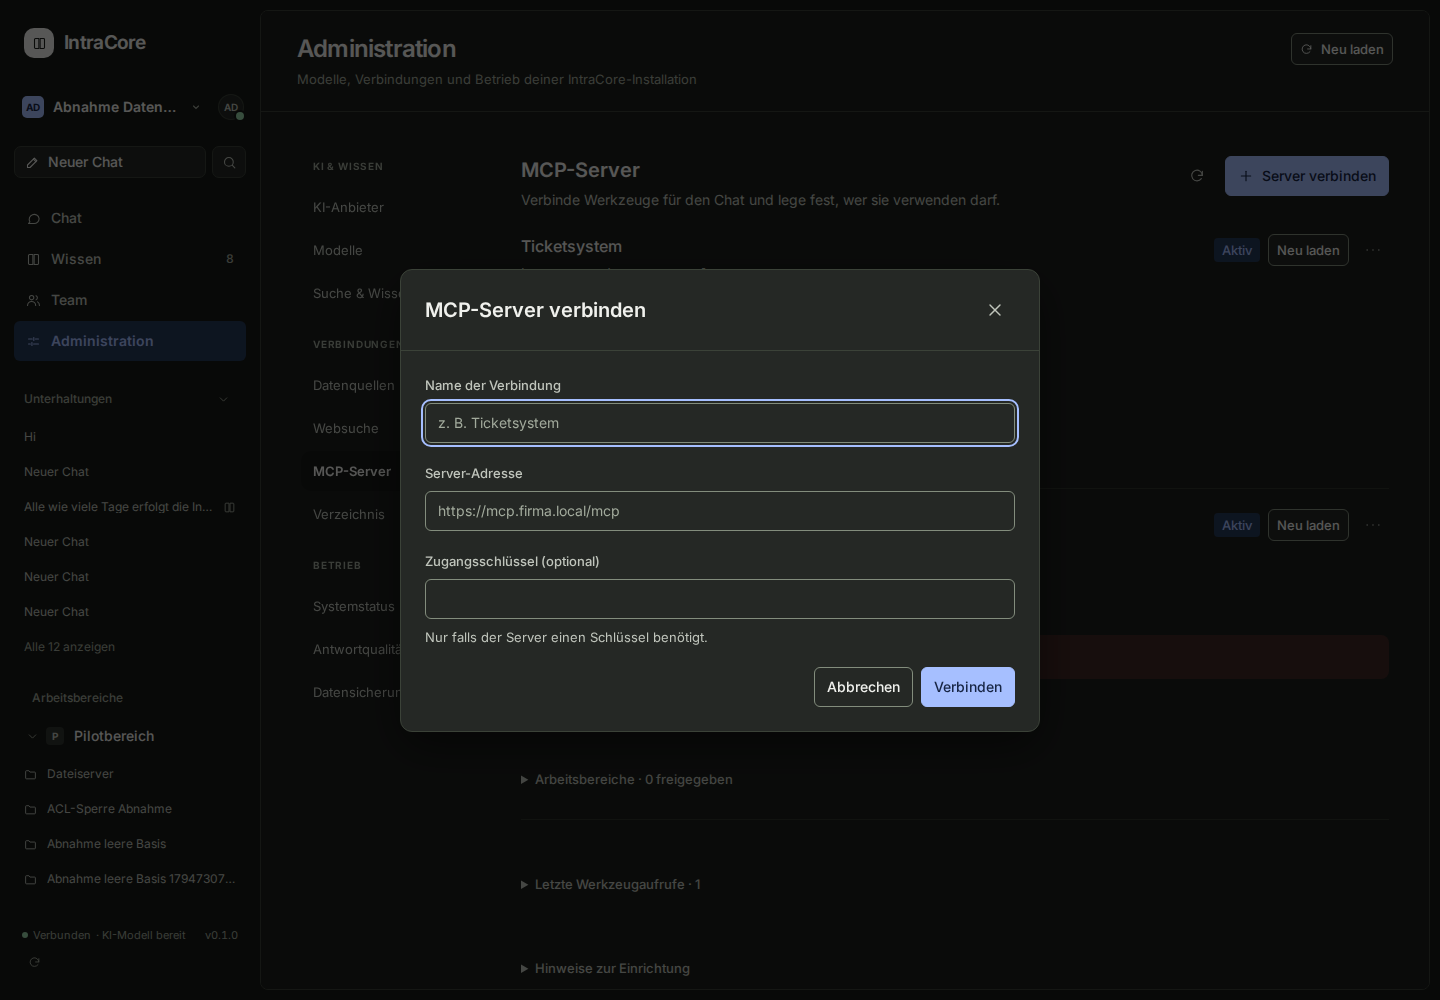 IntraCore
AD
Abnahme Daten...
AD
Neuer Chat
Chat
Wissen
8
Team
Administration
Unterhaltungen
Hi
Neuer Chat
Alle wie viele Tage erfolgt die In...
Neuer Chat
Neuer Chat
Neuer Chat
Alle 12 anzeigen
Arbeitsbereiche
P
Pilotbereich
Dateiserver
ACL-Sperre Abnahme
Abnahme leere Basis
Abnahme leere Basis 17947307...
Verbunden · KI-Modell bereit
v0.1.0
Administration
Modelle, Verbindungen und Betrieb deiner IntraCore-Installation
Neu laden
KI & WISSEN
KI-Anbieter
Modelle
Suche & Wisse
VERBINDUNGEN
Datenquellen
Websuche
MCP-Server
Verzeichnis
BETRIEB
Systemstatus
Antwortqualitä
Datensicherun
MCP-Server
Verbinde Werkzeuge für den Chat und lege fest, wer sie verwenden darf.
Server verbinden
Ticketsystem
Aktiv
Neu laden
Aktiv
Neu laden
MCP-Server verbinden
Name der Verbindung
z. B. Ticketsystem
Server-Adresse
https://mcp.firma.local/mcp
Zugangsschlüssel (optional)
Nur falls der Server einen Schlüssel benötigt.
Abbrechen
Verbinden
Arbeitsbereiche · 0 freigegeben
Letzte Werkzeugaufrufe · 1
Hinweise zur Einrichtung